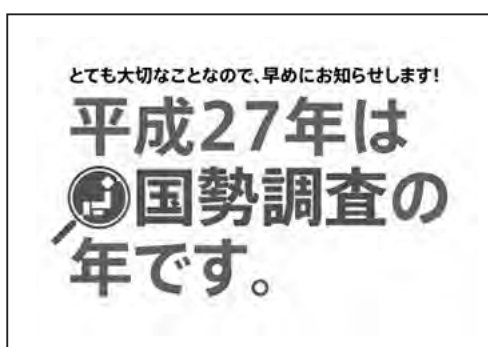 とても大切なことなので、早めにお知らせします!
平成27年は
国勢調査の
年です。